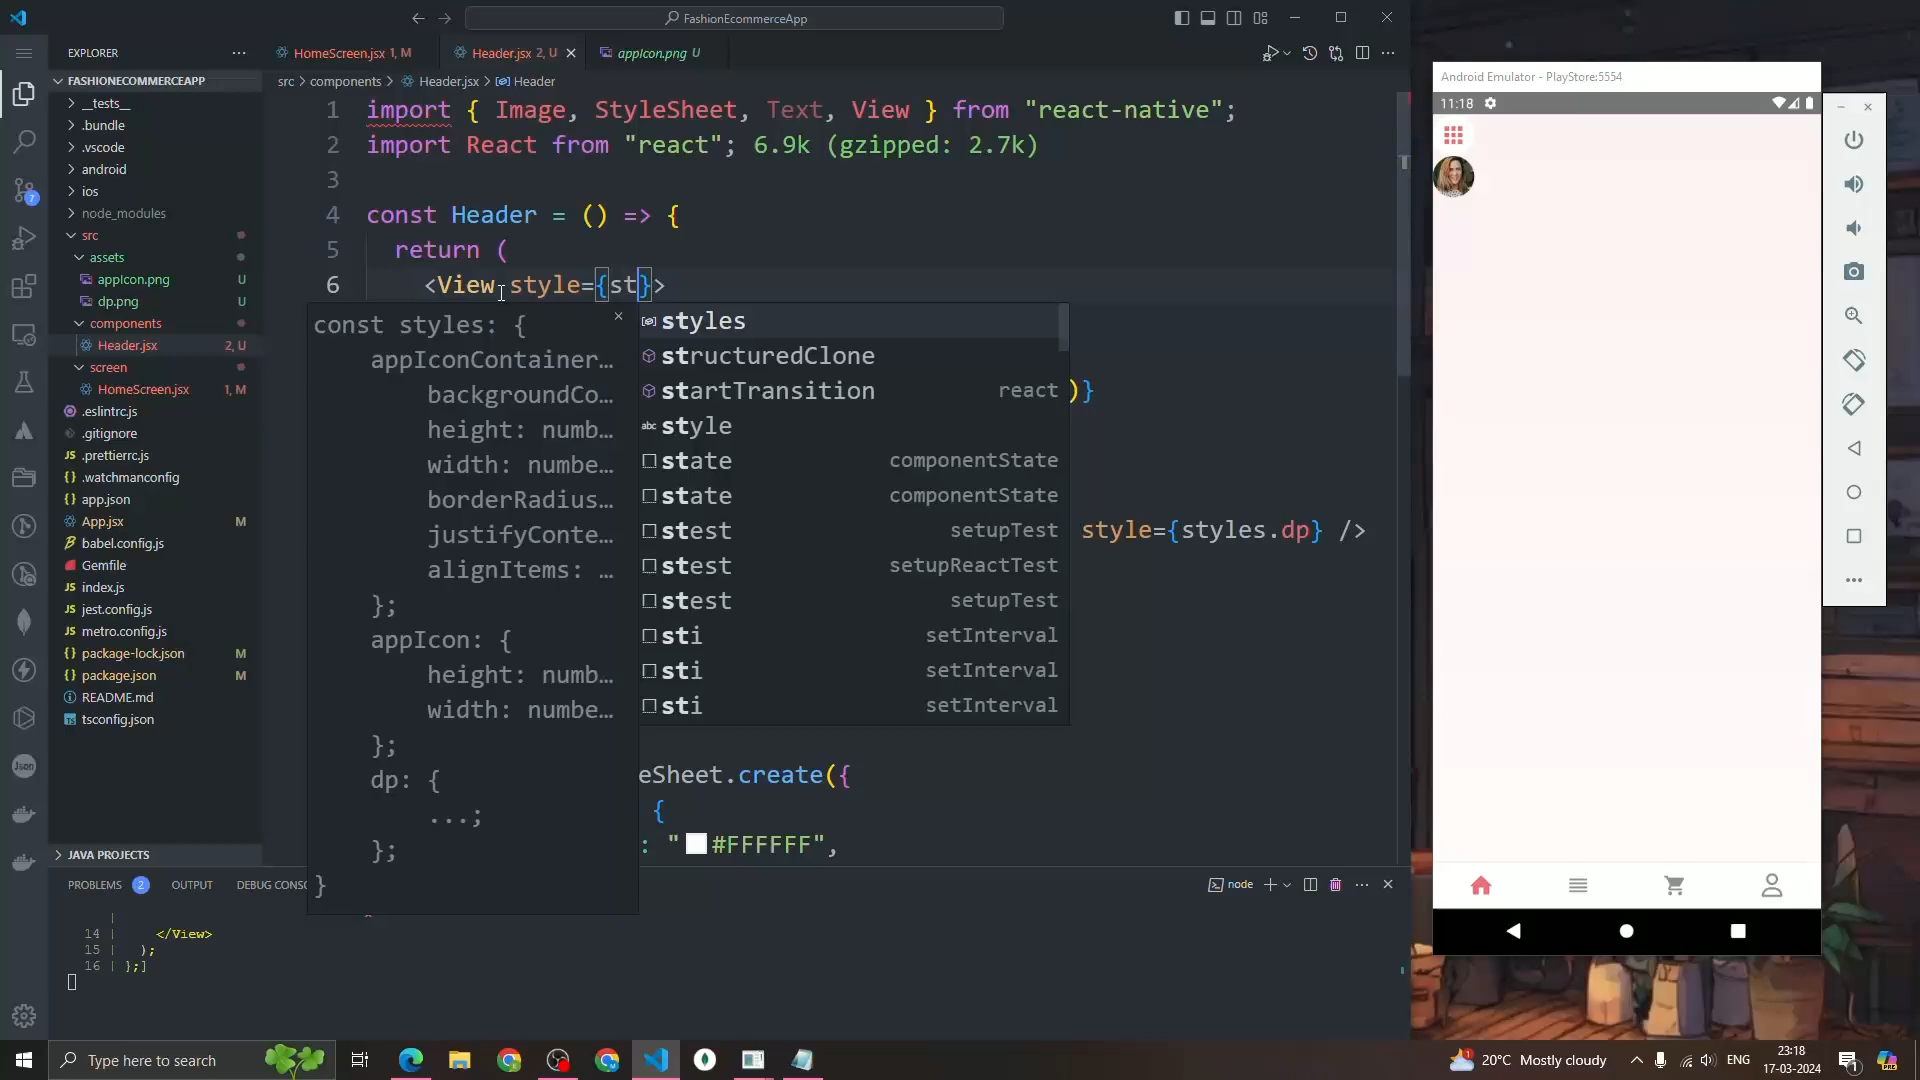 FashionEcommerceApp
EXPLORER
HomeScreen.jsx 1, M
Header.jsx 2, U
appIcon.png U
FASHIONECOMMERCEAPP
src > components > Header.jsx > Header
__tests__
.bundle
.vscode
android
ios
node_modules
src
assets
appIcon.png U
dp.png U
components
Header.jsx 2, U
screen
HomeScreen.jsx 1, M
.eslintrc.js
.gitignore
.prettierrc.js
.watchmanconfig
app.json
App.jsx M
babel.config.js
Gemfile
index.js
jest.config.js
metro.config.js
package-lock.json M
package.json M
README.md
tsconfig.json
JAVA PROJECTS
1 import { Image, StyleSheet, Text, View } from "react-native";
2 import React from "react"; 6.9k (gzipped: 2.7k)
3
4 const Header = () => {
5 return (
6 <View style={st}>
)}
style={styles.dp} />
eSheet.create({
{
: "#FFFFFF",
const styles: {
appIconContainer…
backgroundCo…
height: numb…
width: numbe…
borderRadius…
justifyConte…
alignItems: …
};
appIcon: {
height: numb…
width: numbe…
};
dp: {
...;
};
}
styles
structuredClone
startTransition react
style
state componentState
state componentState
stest setupTest
stest setupReactTest
stest setupTest
sti setInterval
sti setInterval
sti setInterval
PROBLEMS 2 OUTPUT DEBUG CONSO
node
14 | </View>
15 | );
16 | };]
Android Emulator - PlayStore:5554
11:18
Type here to search
20°C Mostly cloudy
ENG
23:18
17-03-2024